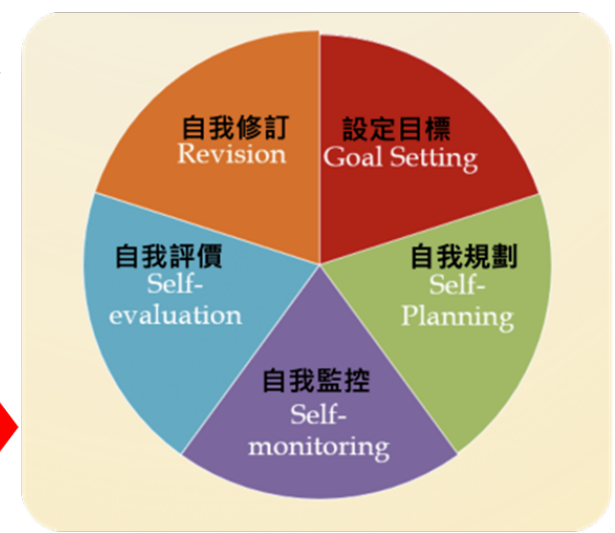 自我修訂
Revision
設定目標
Goal Setting
自我評價
Self-
evaluation
自我規劃
Self-
Planning
自我監控
Self-
monitoring